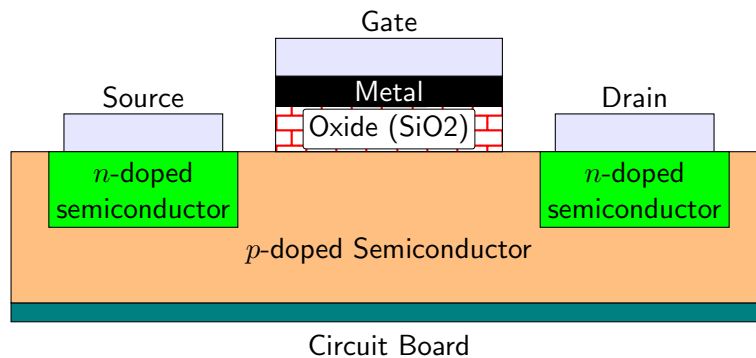 Gate
Metal
Source
Oxide (SiO2)
Drain
n-doped
semiconductor
n-doped
semiconductor
p-doped Semiconductor
Circuit Board